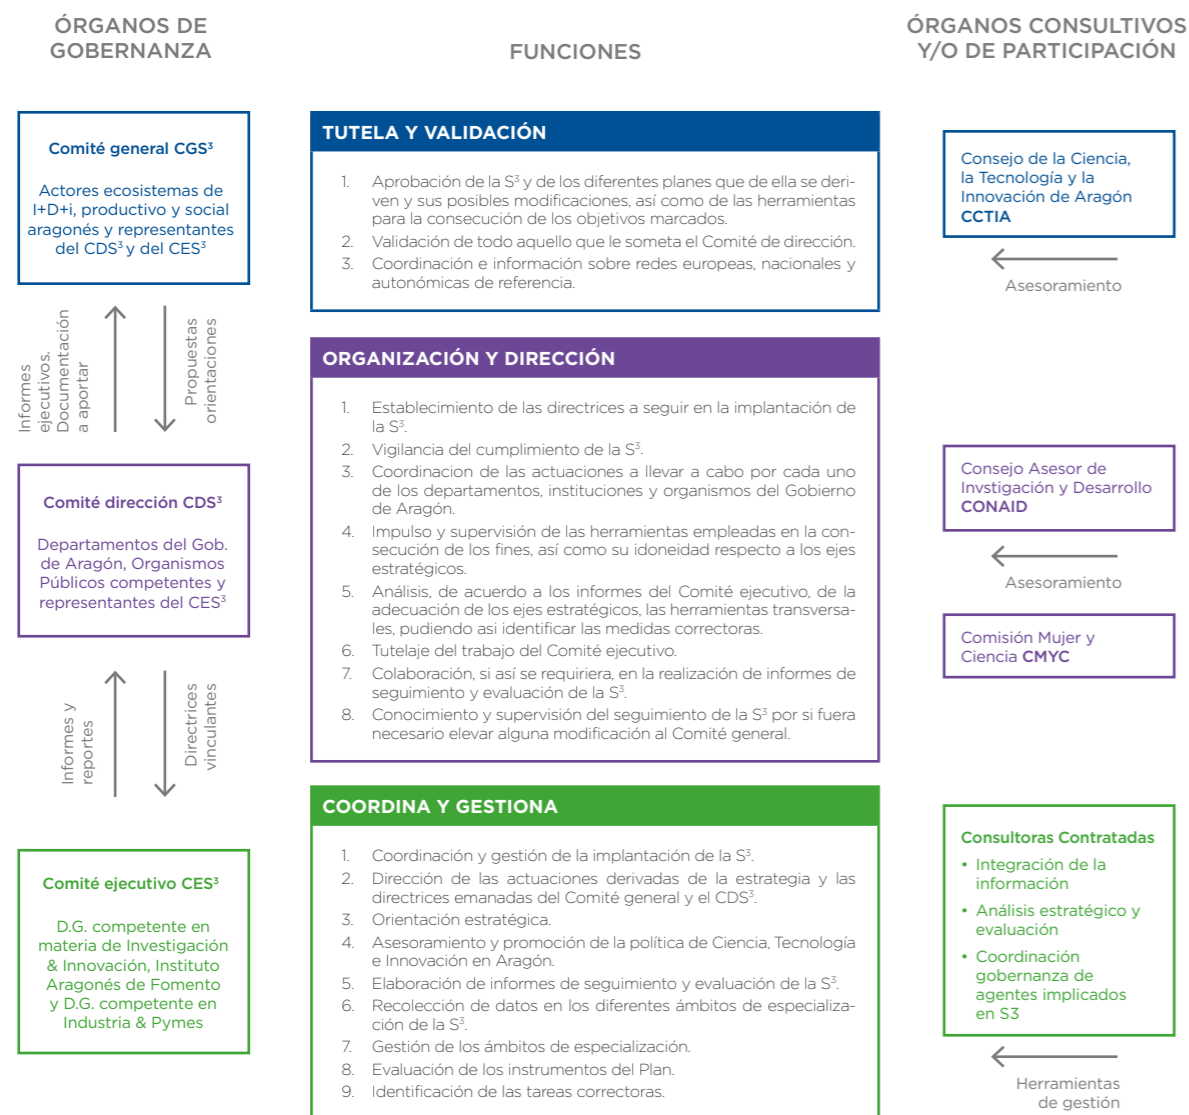 ÓRGANOS DE
GOBERNANZA
FUNCIONES
ÓRGANOS CONSULTIVOS
Y/O DE PARTICIPACIÓN
Comité general CGS³
Actores ecosistemas de
I+D+i, productivo y social
aragonés y representantes
del CDS³ y del CES³
Informes
ejecutivos.
Documentación
a aportar
Propuestas
orientaciones
Comité dirección CDS³
Departamentos del Gob.
de Aragón, Organismos
Públicos competentes y
representantes del CES³
Informes y
reportes
Directrices
vinculantes
Comité ejecutivo CES³
D.G. competente en
materia de Investigación
& Innovación, Instituto
Aragonés de Fomento
y D.G. competente en
Industria & Pymes
TUTELA Y VALIDACIÓN
1. Aprobación de la S³ y de los diferentes planes que de ella se deri-
ven y sus posibles modificaciones, así como de las herramientas
para la consecución de los objetivos marcados.
2. Validación de todo aquello que le someta el Comité de dirección.
3. Coordinación e información sobre redes europeas, nacionales y
autonómicas de referencia.
ORGANIZACIÓN Y DIRECCIÓN
1. Establecimiento de las directrices a seguir en la implantación de
la S³.
2. Vigilancia del cumplimiento de la S³.
3. Coordinacion de las actuaciones a llevar a cabo por cada uno
de los departamentos, instituciones y organismos del Gobierno
de Aragón.
4. Impulso y supervisión de las herramientas empleadas en la con-
secución de los fines, así como su idoneidad respecto a los ejes
estratégicos.
5. Análisis, de acuerdo a los informes del Comité ejecutivo, de la
adecuación de los ejes estratégicos, las herramientas transversa-
les, pudiendo asi identificar las medidas correctoras.
6. Tutelaje del trabajo del Comité ejecutivo.
7. Colaboración, si así se requiriera, en la realización de informes de
seguimiento y evaluación de la S³.
8. Conocimiento y supervisión del seguimiento de la S³ por si fuera
necesario elevar alguna modificación al Comité general.
COORDINA Y GESTIONA
1. Coordinación y gestión de la implantación de la S³.
2. Dirección de las actuaciones derivadas de la estrategia y las
directrices emanadas del Comité general y el CDS³.
3. Orientación estratégica.
4. Asesoramiento y promoción de la política de Ciencia, Tecnología
e Innovación en Aragón.
5. Elaboración de informes de seguimiento y evaluación de la S³.
6. Recolección de datos en los diferentes ámbitos de especializa-
ción de la S³.
7. Gestión de los ámbitos de especialización.
8. Evaluación de los instrumentos del Plan.
9. Identificación de las tareas correctoras.
Consejo de la Ciencia,
la Tecnología y la
Innovación de Aragón
CCTIA
Asesoramiento
Consejo Asesor de
Invstigación y Desarrollo
CONAID
Asesoramiento
Comisión Mujer y
Ciencia CMYC
Consultoras Contratadas
• Integración de la
información
• Análisis estratégico y
evaluación
• Coordinación
gobernanza de
agentes implicados
en S3
Herramientas
de gestión